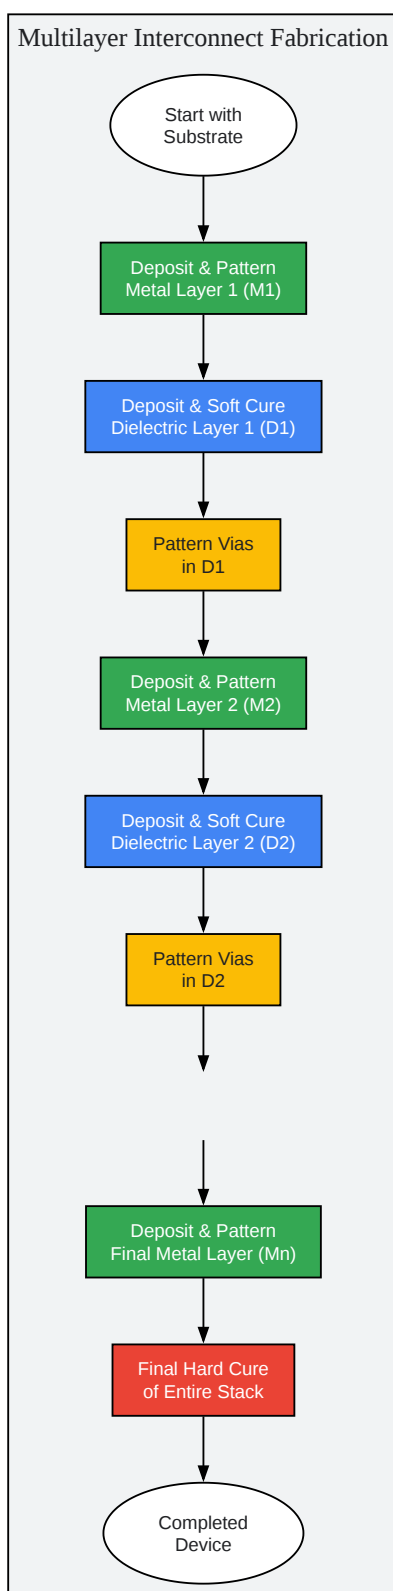 Multilayer Interconnect Fabrication
Start with
Substrate
Deposit & Pattern
Metal Layer 1 (M1)
Deposit & Soft Cure
Dielectric Layer 1 (D1)
Pattern Vias
in D1
Deposit & Pattern
Metal Layer 2 (M2)
Deposit & Soft Cure
Dielectric Layer 2 (D2)
Pattern Vias
in D2
Deposit & Pattern
Final Metal Layer (Mn)
Final Hard Cure
of Entire Stack
Completed
Device